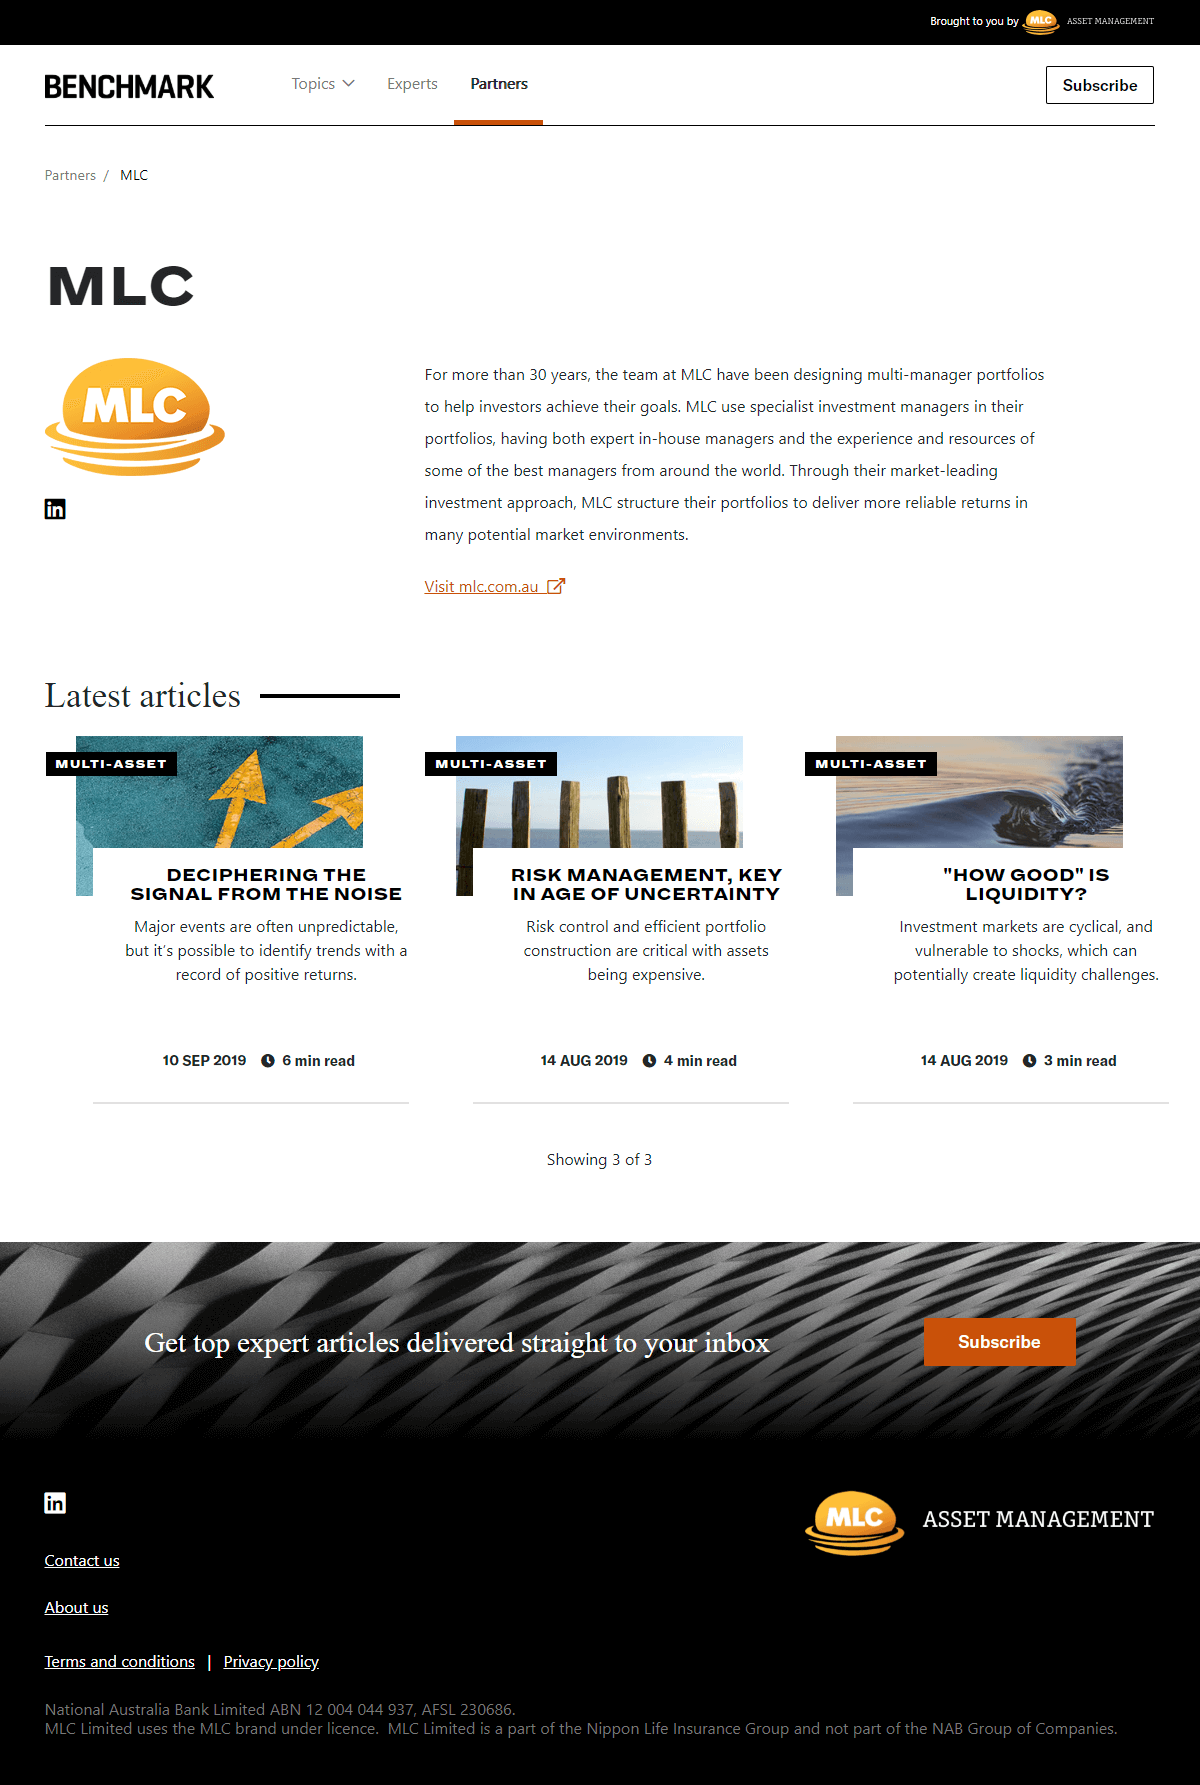 Brought to you by MLC ASSET MANAGEMENT
BENCHMARK
Topics
Experts
Partners
Subscribe
Partners / MLC
MLC
MLC
For more than 30 years, the team at MLC have been designing multi-manager portfolios
to help investors achieve their goals. MLC use specialist investment managers in their
portfolios, having both expert in-house managers and the experience and resources of
some of the best managers from around the world. Through their market-leading
investment approach, MLC structure their portfolios to deliver more reliable returns in
many potential market environments.
in
Visit mlc.com.au
Latest articles
MULTI-ASSET
DECIPHERING THE
SIGNAL FROM THE NOISE
Major events are often unpredictable,
but it's possible to identify trends with a
record of positive returns.
10 SEP 2019 6 min read
MULTI-ASSET
RISK MANAGEMENT, KEY
IN AGE OF UNCERTAINTY
Risk control and efficient portfolio
construction are critical with assets
being expensive.
14 AUG 2019 4 min read
MULTI-ASSET
"HOW GOOD" IS
LIQUIDITY?
Investment markets are cyclical, and
vulnerable to shocks, which can
potentially create liquidity challenges.
14 AUG 2019 3 min read
Showing 3 of 3
Get top expert articles delivered straight to your inbox
Subscribe
in
MLC ASSET MANAGEMENT
Contact us
About us
Terms and conditions | Privacy policy
National Australia Bank Limited ABN 12 004 044 937, AFSL 230686.
MLC Limited uses the MLC brand under licence.  MLC Limited is a part of the Nippon Life Insurance Group and not part of the NAB Group of Companies.